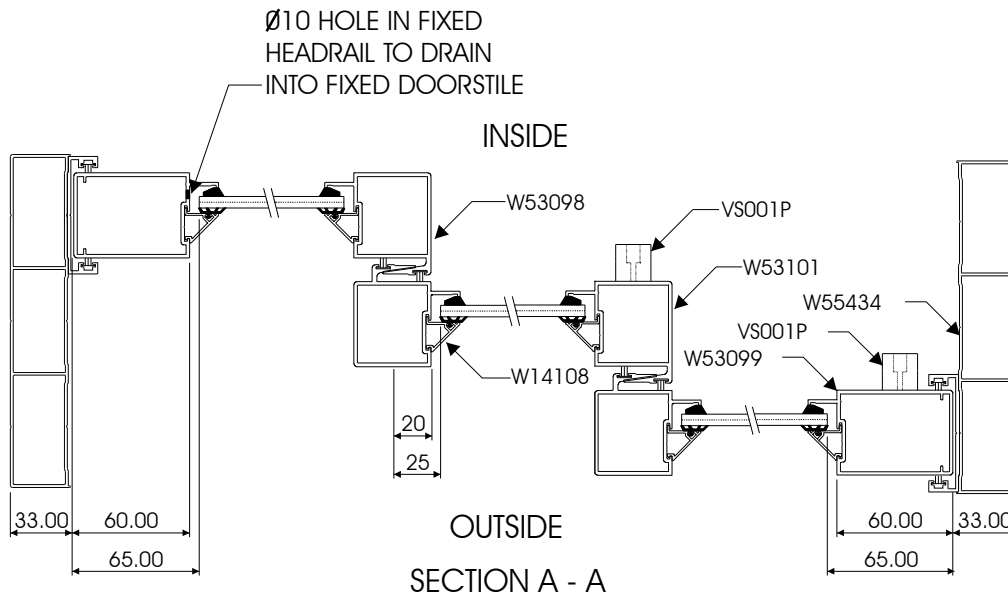 Ø10 HOLE IN FIXED
HEADRAIL TO DRAIN
INTO FIXED DOORSTILE
INSIDE
W53098
VS001P
W53101
W55434
VS001P
W53099
W14108
20
25
33.00
60.00
65.00
OUTSIDE
60.00
33.00
65.00
SECTION A - A